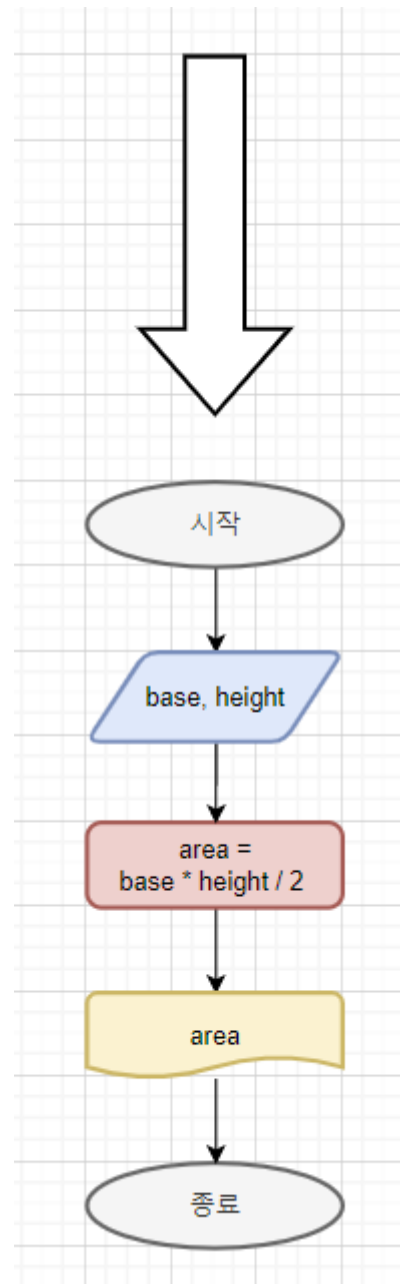 시작
base, height
area =
base * height / 2
area
종료